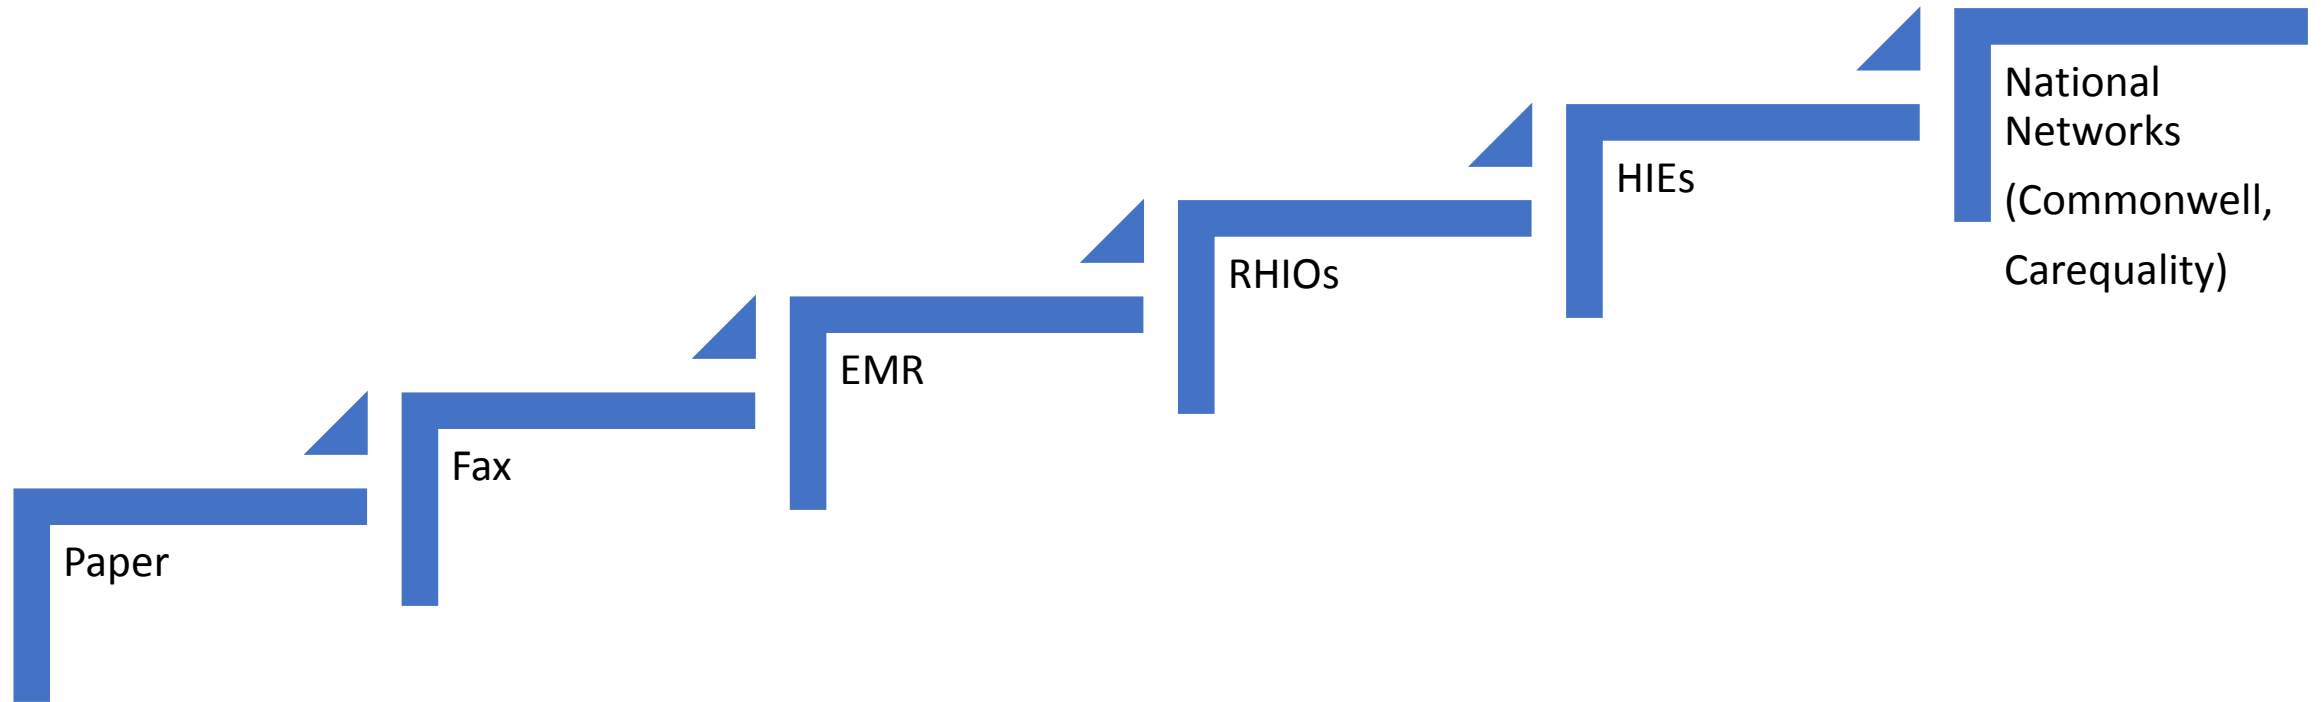 Paper
Fax
EMR
RHIOs
HIEs
National
Networks
(Commonwell,
Carequality)